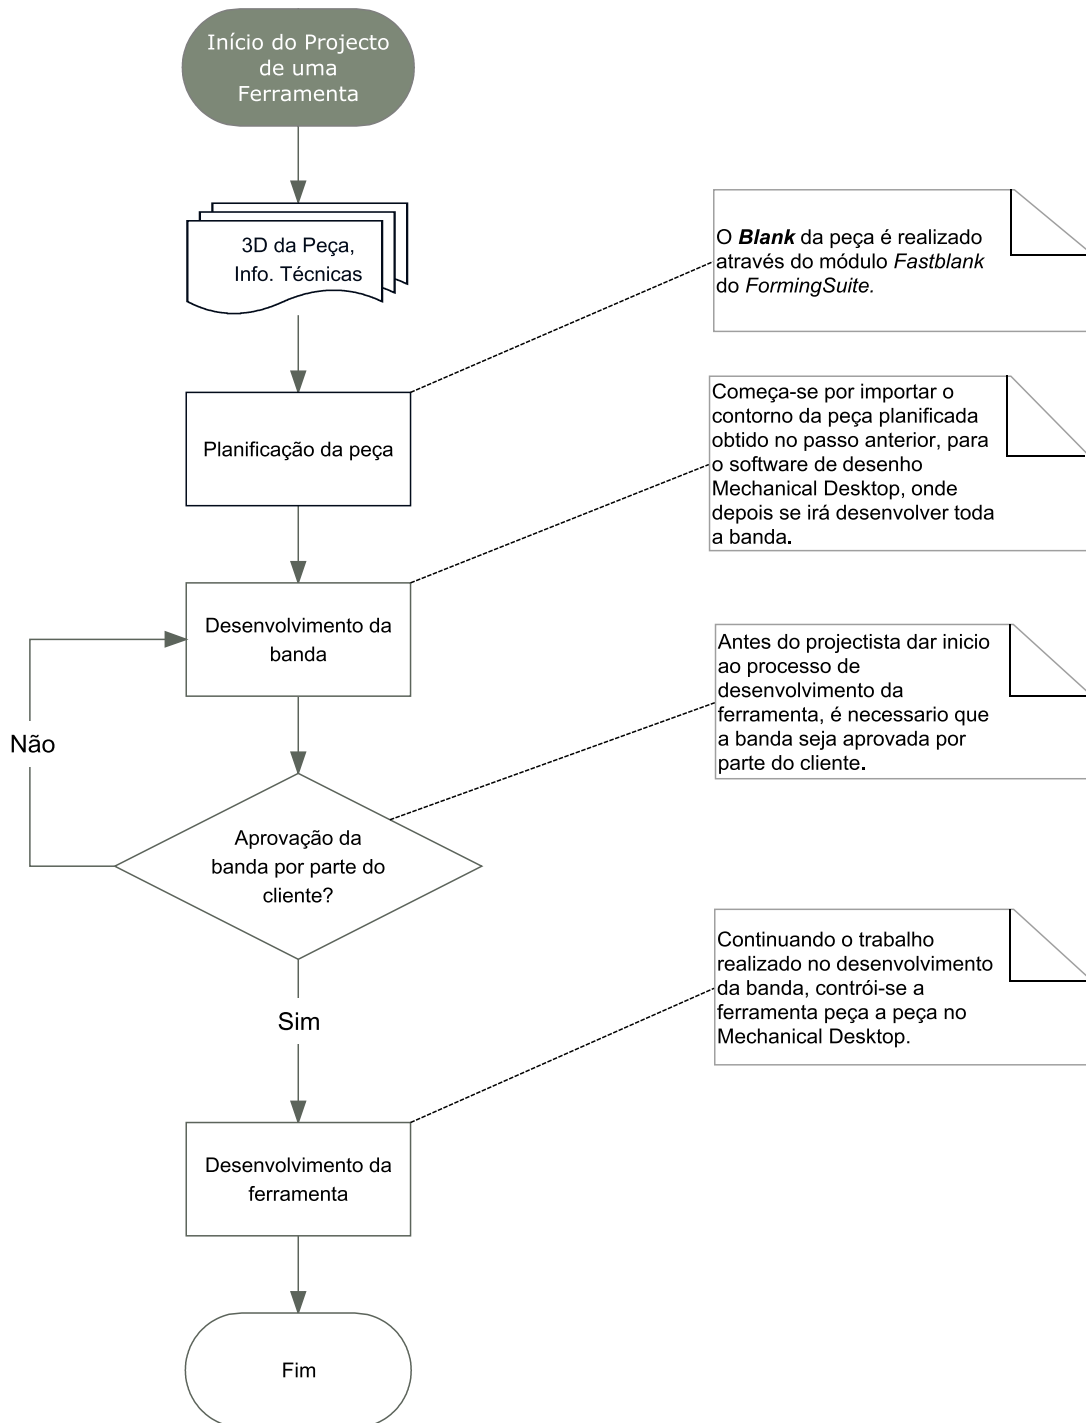 Início do Projecto
de uma
Ferramenta
3D da Peça,
Info. Técnicas
O Blank da peça é realizado
através do módulo Fastblank
do FormingSuite.
Planificação da peça
Começa-se por importar o
contorno da peça planificada
obtido no passo anterior, para
o software de desenho
Mechanical Desktop, onde
depois se irá desenvolver toda
a banda.
Desenvolvimento da
banda
Antes do projectista dar inicio
ao processo de
desenvolvimento da
ferramenta, é necessario que
a banda seja aprovada por
parte do cliente.
Não
Aprovação da
banda por parte do
cliente?
Continuando o trabalho
realizado no desenvolvimento
da banda, contrói-se a
ferramenta peça a peça no
Mechanical Desktop.
Sim
Desenvolvimento da
ferramenta
Fim